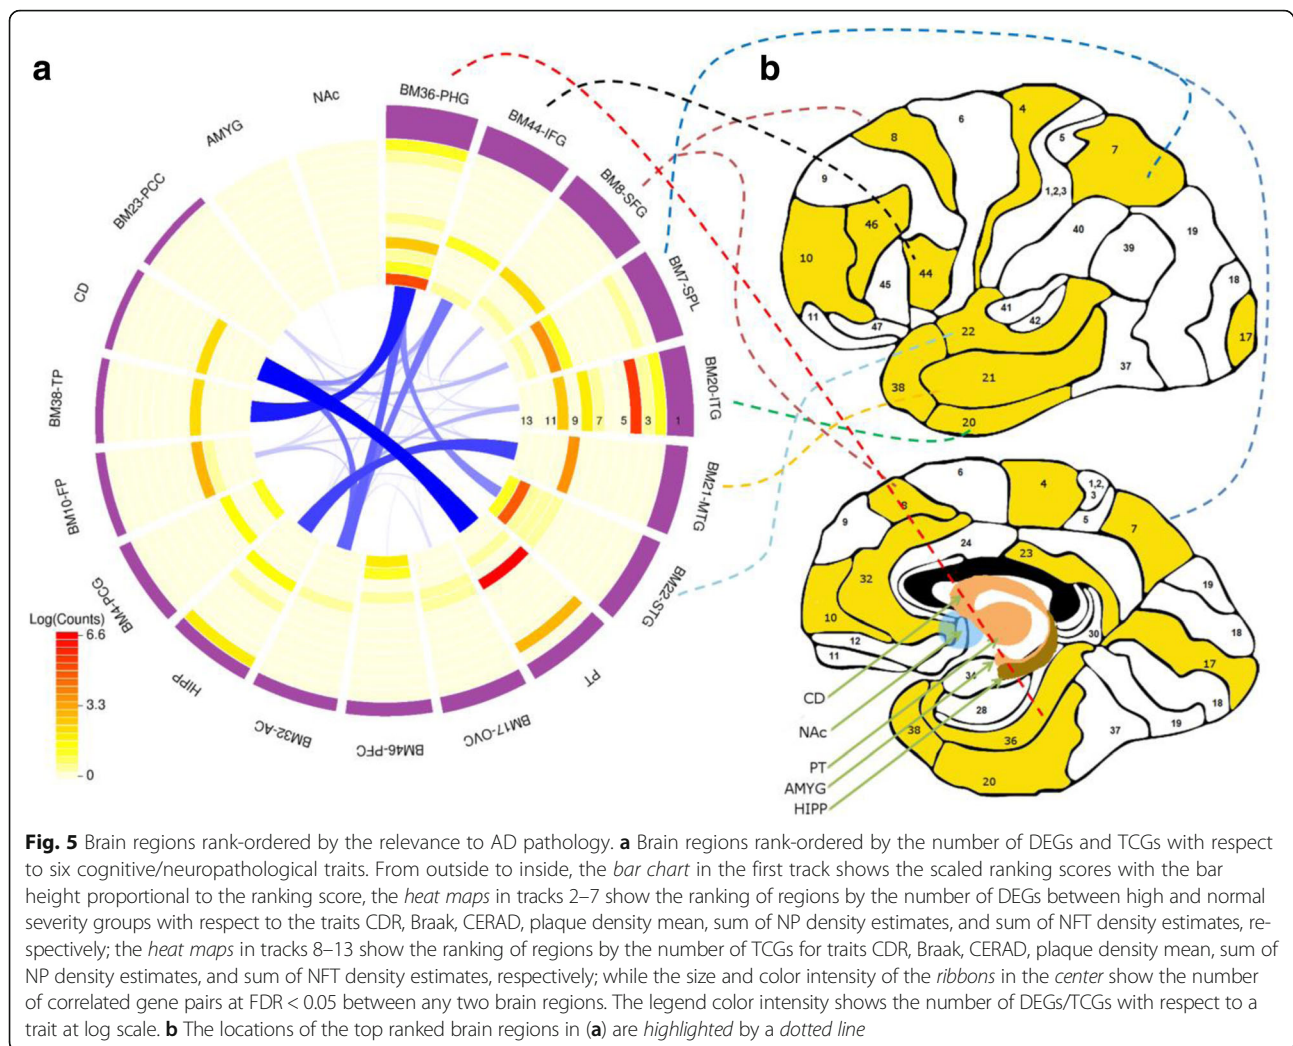 a
b
NAc
AMYG
BM23-PCC
CD
BM38-TP
BM10-FP
BM4-PCG
HIPP
BM32-AC
BM46-PFC
BM17-OVC
PT
BM22-STG
BM21-MTG
BM20-ITG
BM7-SPL
BM8-SFG
BM44-IFG
BM36-PHG
13 11 9 7 5 3 1
Log(Counts)
6.6
3.3
0
4
6
8
5
7
9
1,2,3
46
40
19
39
10
44
45
18
11
47
41
42
22
17
21
37
38
20
6
4
1,2,
3
8
5
7
9
24
23
32
19
10
30
18
12
11
17
34
28
18
19
37
36
38
20
CD
NAc
PT
AMYG
HIPP
Fig. 5 Brain regions rank-ordered by the relevance to AD pathology. a Brain regions rank-ordered by the number of DEGs and TCGs with respect
to six cognitive/neuropathological traits. From outside to inside, the bar chart in the first track shows the scaled ranking scores with the bar
height proportional to the ranking score, the heat maps in tracks 2–7 show the ranking of regions by the number of DEGs between high and normal
severity groups with respect to the traits CDR, Braak, CERAD, plaque density mean, sum of NP density estimates, and sum of NFT density estimates, re-
spectively; the heat maps in tracks 8–13 show the ranking of regions by the number of TCGs for traits CDR, Braak, CERAD, plaque density mean, sum of
NP density estimates, and sum of NFT density estimates, respectively; while the size and color intensity of the ribbons in the center show the number
of correlated gene pairs at FDR < 0.05 between any two brain regions. The legend color intensity shows the number of DEGs/TCGs with respect to a
trait at log scale. b The locations of the top ranked brain regions in (a) are highlighted by a dotted line